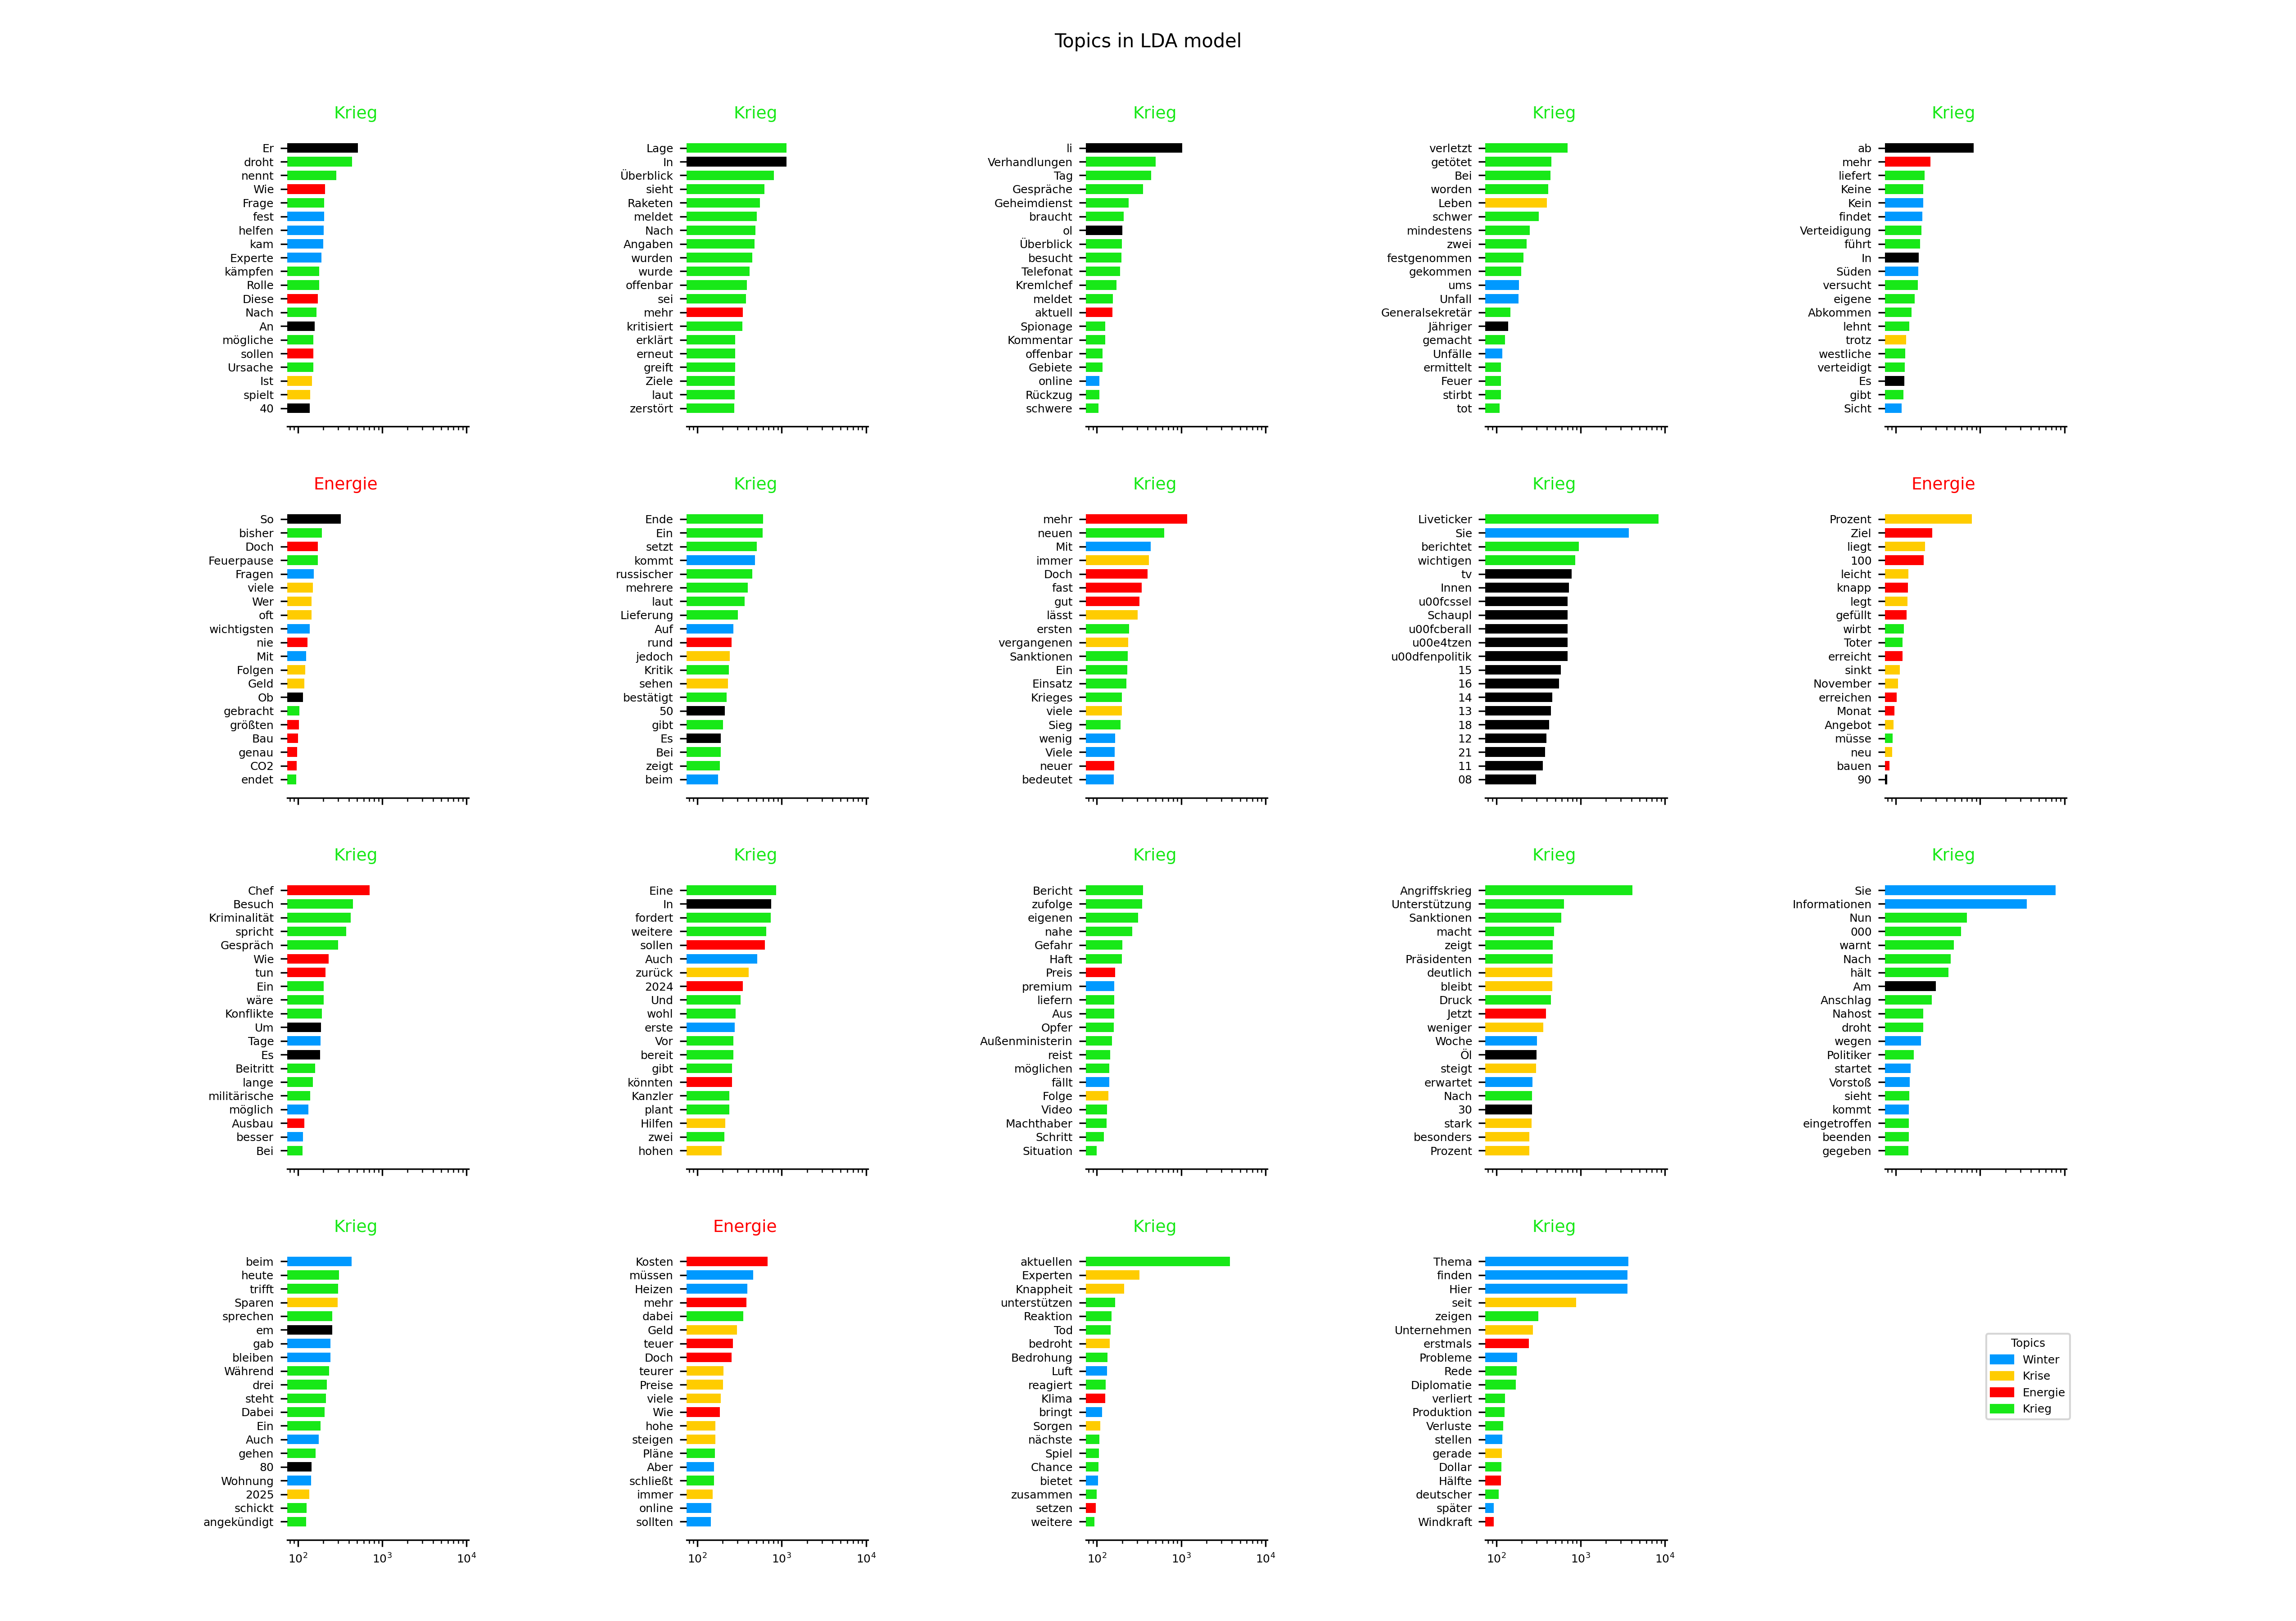 Topics in LDA model
Krieg
Er
droht
nennt
Wie
Frage
fest
helfen
kam
Experte
kämpfen
Rolle
Diese
Nach
An
mögliche
sollen
Ursache
Ist
spielt
40
Krieg
Lage
In
Überblick
sieht
Raketen
meldet
Nach
Angaben
wurden
wurde
offenbar
sei
mehr
kritisiert
erklärt
erneut
greift
Ziele
laut
zerstört
Krieg
li
Verhandlungen
Tag
Gespräche
Geheimdienst
braucht
ol
Überblick
besucht
Telefonat
Kremlchef
meldet
aktuell
Spionage
Kommentar
offenbar
Gebiete
online
Rückzug
schwere
Krieg
verletzt
getötet
Bei
worden
Leben
schwer
mindestens
zwei
festgenommen
gekommen
ums
Unfall
Generalsekretär
Jähriger
gemacht
Unfälle
ermittelt
Feuer
stirbt
tot
Krieg
ab
mehr
liefert
Keine
Kein
findet
Verteidigung
führt
In
Süden
versucht
eigene
Abkommen
lehnt
trotz
westliche
verteidigt
Es
gibt
Sicht
Energie
So
bisher
Doch
Feuerpause
Fragen
viele
Wer
oft
wichtigsten
nie
Mit
Folgen
Geld
Ob
gebracht
größten
Bau
genau
CO2
endet
Krieg
Ende
Ein
setzt
kommt
russischer
mehrere
laut
Lieferung
Auf
rund
jedoch
Kritik
sehen
bestätigt
50
gibt
Es
Bei
zeigt
beim
Krieg
mehr
neuen
Mit
immer
Doch
fast
gut
lässt
ersten
vergangenen
Sanktionen
Ein
Einsatz
Krieges
viele
Sieg
wenig
Viele
neuer
bedeutet
Krieg
Liveticker
Sie
berichtet
wichtigen
tv
Innen
u00fcssel
Schaupl
u00fcberall
u00e4tzen
u00dfenpolitik
15
16
14
13
18
12
21
11
08
Energie
Prozent
Ziel
liegt
100
leicht
knapp
legt
gefüllt
wirbt
Toter
erreicht
sinkt
November
erreichen
Monat
Angebot
müsse
neu
bauen
90
Krieg
Chef
Besuch
Kriminalität
spricht
Gespräch
Wie
tun
Ein
wäre
Konflikte
Um
Tage
Es
Beitritt
lange
militärische
möglich
Ausbau
besser
Bei
Krieg
Eine
In
fordert
weitere
sollen
Auch
zurück
2024
Und
wohl
erste
Vor
bereit
gibt
könnten
Kanzler
plant
Hilfen
zwei
hohen
Krieg
Bericht
zufolge
eigenen
nahe
Gefahr
Haft
Preis
premium
liefern
Aus
Opfer
Außenministerin
reist
möglichen
fällt
Folge
Video
Machthaber
Schritt
Situation
Krieg
Angriffskrieg
Unterstützung
Sanktionen
macht
zeigt
Präsidenten
deutlich
bleibt
Druck
Jetzt
weniger
Woche
Öl
steigt
erwartet
Nach
30
stark
besonders
Prozent
Krieg
Sie
Informationen
Nun
000
warnt
Nach
hält
Am
Anschlag
Nahost
droht
wegen
Politiker
startet
Vorstoß
sieht
kommt
eingetroffen
beenden
gegeben
Krieg
beim
heute
trifft
Sparen
sprechen
em
gab
bleiben
Während
drei
steht
Dabei
Ein
Auch
gehen
80
Wohnung
2025
schickt
angekündigt
10² 10³ 10⁴
Energie
Kosten
müssen
Heizen
mehr
dabei
Geld
teuer
Doch
teurer
Preise
viele
Wie
hohe
steigen
Pläne
Aber
schließt
immer
online
sollten
10² 10³ 10⁴
Krieg
aktuellen
Experten
Knappheit
unterstützen
Reaktion
Tod
bedroht
Bedrohung
Luft
reagiert
Klima
bringt
Sorgen
nächste
Spiel
Chance
bietet
zusammen
setzen
weitere
10² 10³ 10⁴
Krieg
Thema
finden
Hier
seit
zeigen
Unternehmen
erstmals
Probleme
Rede
Diplomatie
verliert
Produktion
Verluste
stellen
gerade
Dollar
Hälfte
deutscher
später
Windkraft
10² 10³ 10⁴
Topics
Winter
Krise
Energie
Krieg